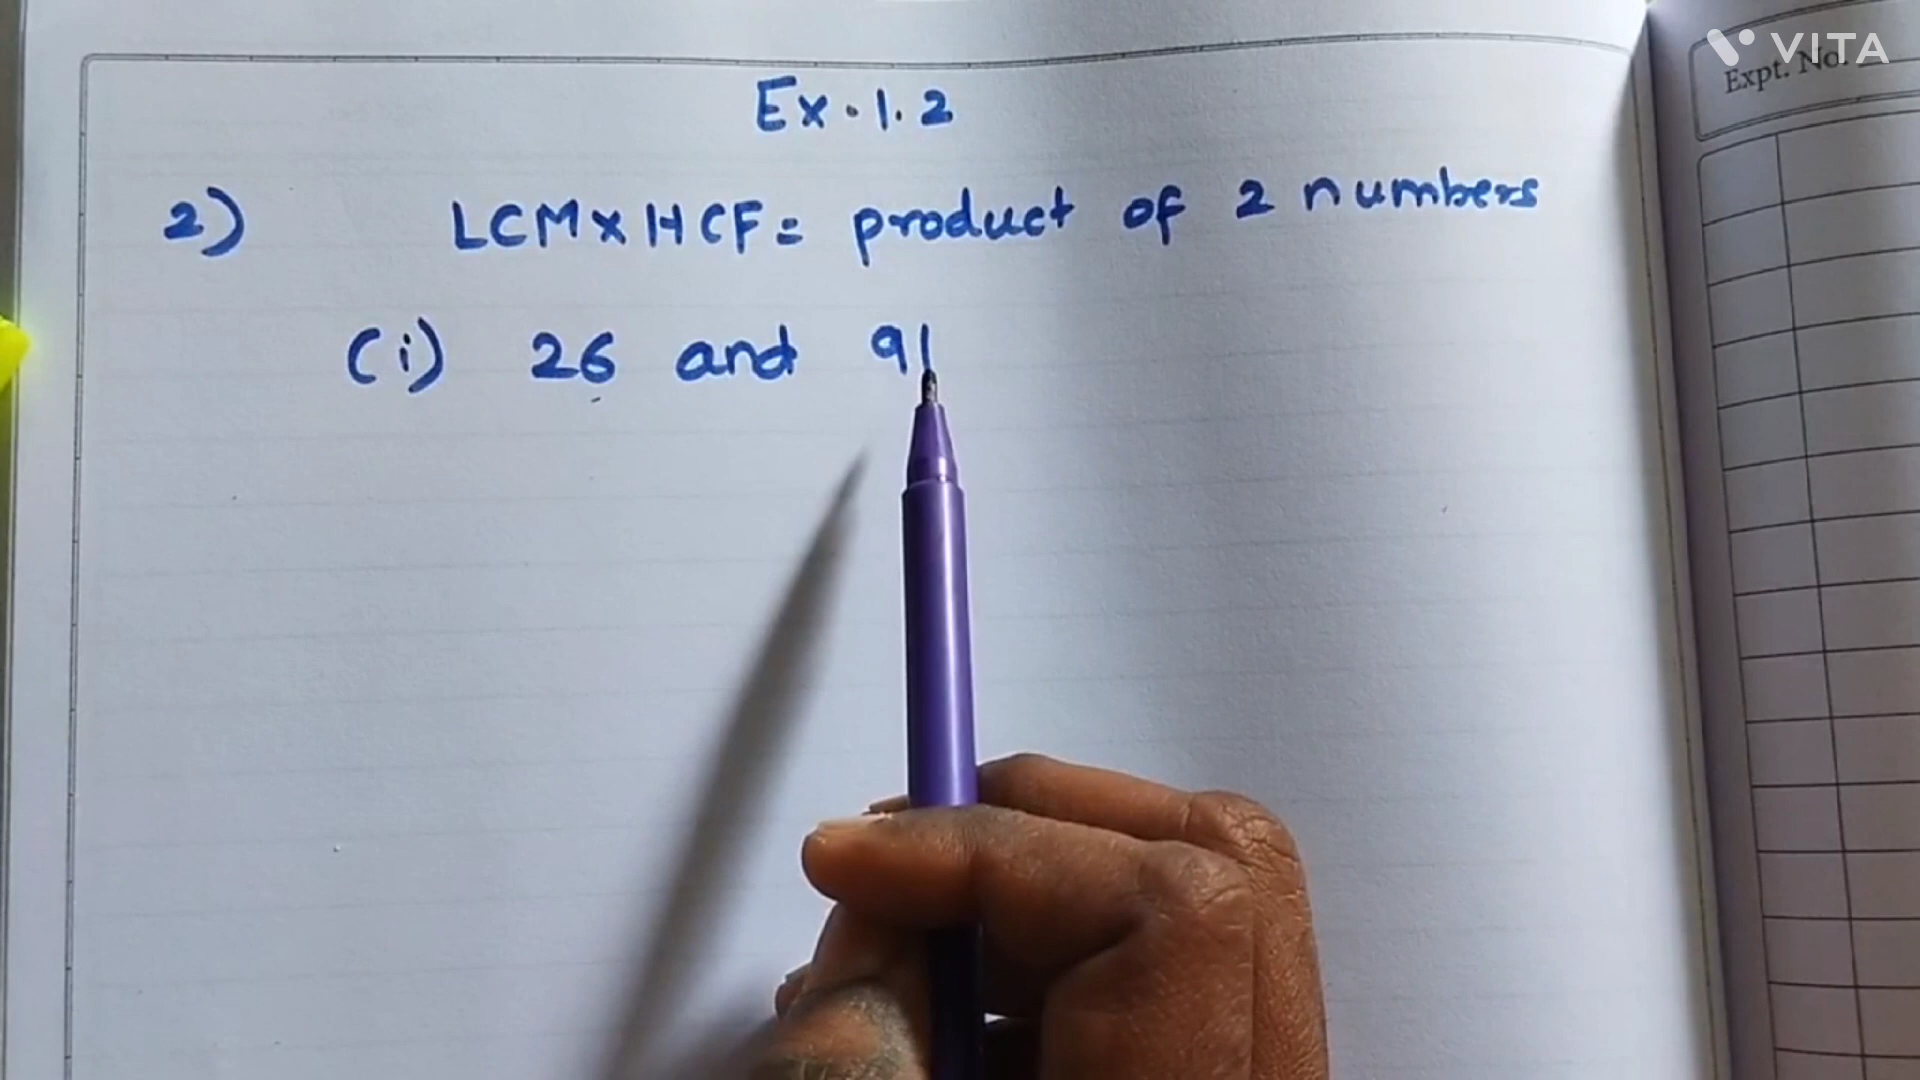 VITA
Expt. No.
Ex. 1. 2
2) LCM x HCF = product of 2 numbers
(i) 26 and 91